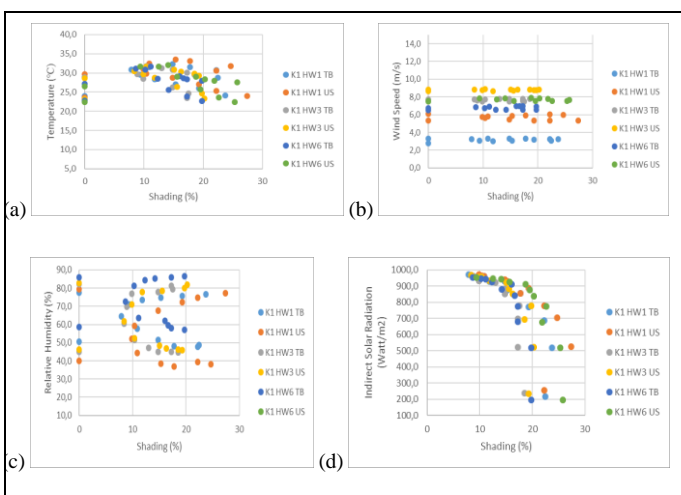 (a)
Temperature (°C)
40,0
35,0
30,0
25,0
20,0
15,0
10,0
5,0
0 10 20 30
Shading (%)
K1 HW1 TB
K1 HW1 US
K1 HW3 TB
K1 HW3 US
K1 HW6 TB
K1 HW6 US
(b)
Wind Speed (m/s)
14,0
12,0
10,0
8,0
6,0
4,0
2,0
0,0
0 10 20 30
Shading (%)
K1 HW1 TB
K1 HW1 US
K1 HW3 TB
K1 HW3 US
K1 HW6 TB
K1 HW6 US
(c)
Relative Humidity (%)
90,0
80,0
70,0
60,0
50,0
40,0
30,0
20,0
10,0
0 10 20 30
Shading (%)
K1 HW1 TB
K1 HW1 US
K1 HW3 TB
K1 HW3 US
K1 HW6 TB
K1 HW6 US
(d)
Indirect Solar Radiation
(Watt/m2)
1000,0
900,0
800,0
700,0
600,0
500,0
400,0
300,0
200,0
100,0
0 10 20 30
Shading (%)
K1 HW1 TB
K1 HW1 US
K1 HW3 TB
K1 HW3 US
K1 HW6 TB
K1 HW6 US